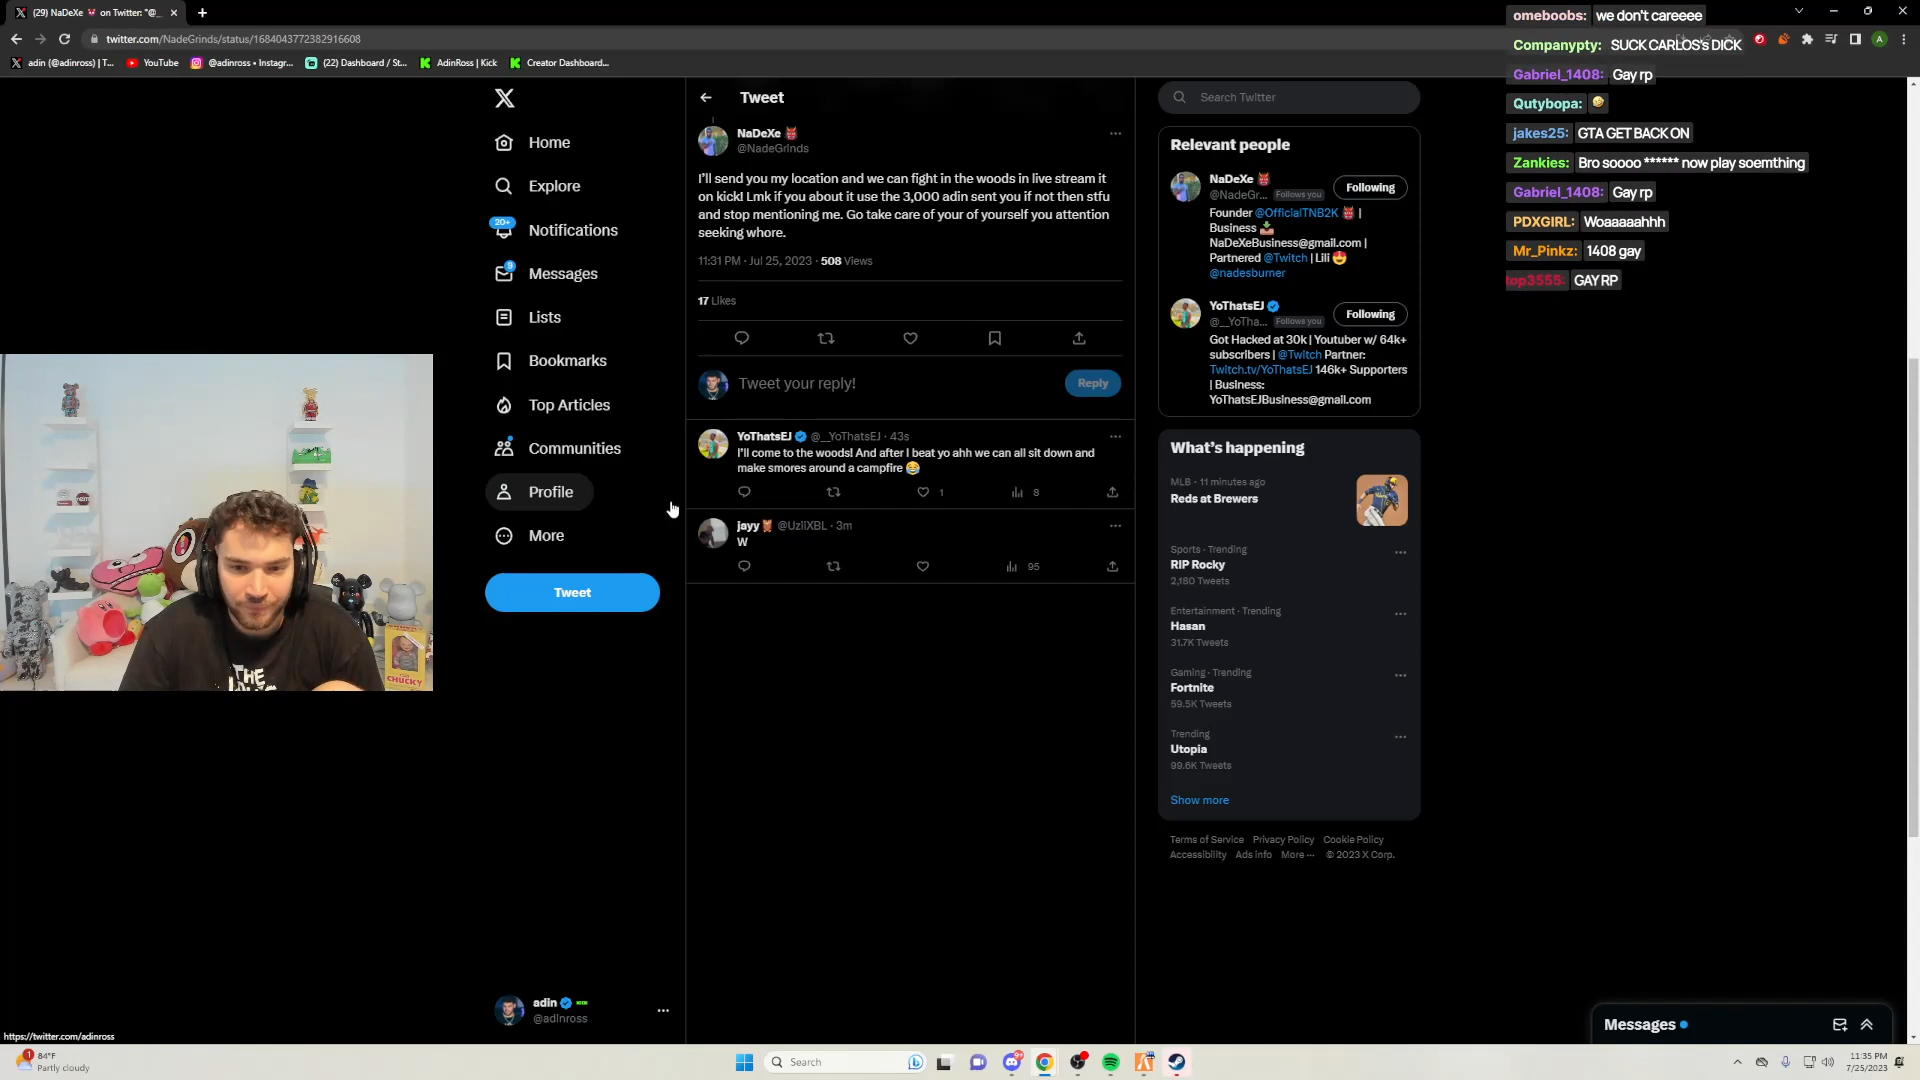 (29) NaDeXe 👹 on Twitter: "@_
twitter.com/NadeGrinds/status/1684043772382916608
adin (@adinross) | T...
YouTube
@adinross • Instagr...
(22) Dashboard / St...
AdinRoss | Kick
Creator Dashboard...
Home
Explore
20+
Notifications
9
Messages
Lists
Bookmarks
Top Articles
Communities
Profile
More
Tweet
adin
@adinross
Tweet
NaDeXe 👹
@NadeGrinds
I'll send you my location and we can fight in the woods in live stream it
on kick! Lmk if you about it use the 3,000 adin sent you if not then stfu
and stop mentioning me. Go take care of your of yourself you attention
seeking whore.
11:31 PM · Jul 25, 2023 · 508 Views
17 Likes
Tweet your reply!
Reply
YoThatsEJ @__YoThatsEJ · 43s
I'll come to the woods! And after I beat yo ahh we can all sit down and
make smores around a campfire 😂
1
8
jayy @UziiXBL · 3m
W
95
Search Twitter
Relevant people
NaDeXe 👹
@NadeGr... Follows you
Following
Founder @OfficialTNB2K 👹 |
Business 📥
NaDeXeBusiness@gmail.com |
Partnered @Twitch | Lili 😍
@nadesburner
YoThatsEJ
@__YoTha... Follows you
Following
Got Hacked at 30k | Youtuber w/ 64k+
subscribers | @Twitch Partner:
Twitch.tv/YoThatsEJ 146k+ Supporters
| Business:
YoThatsEJBusiness@gmail.com
What's happening
MLB · 11 minutes ago
Reds at Brewers
Sports · Trending
RIP Rocky
2,180 Tweets
Entertainment · Trending
Hasan
31.7K Tweets
Gaming · Trending
Fortnite
59.5K Tweets
Trending
Utopia
99.6K Tweets
Show more
Terms of Service Privacy Policy Cookie Policy
Accessibility Ads info More ··· © 2023 X Corp.
omeboobs: we don't careeee
Companypty: SUCK CARLOS's DICK
Gabriel_1408: Gay rp
Qutybopa: 🤪
jakes25: GTA GET BACK ON
Zankies: Bro soooo ****** now play soemthing
Gabriel_1408: Gay rp
PDXGIRL: Woaaaaahhh
Mr_Pinkz: 1408 gay
top3555: GAY RP
A
THE
CHUCKY
Messages
https://twitter.com/adinross
1
84°F
Partly cloudy
Search
11:35 PM
7/25/2023